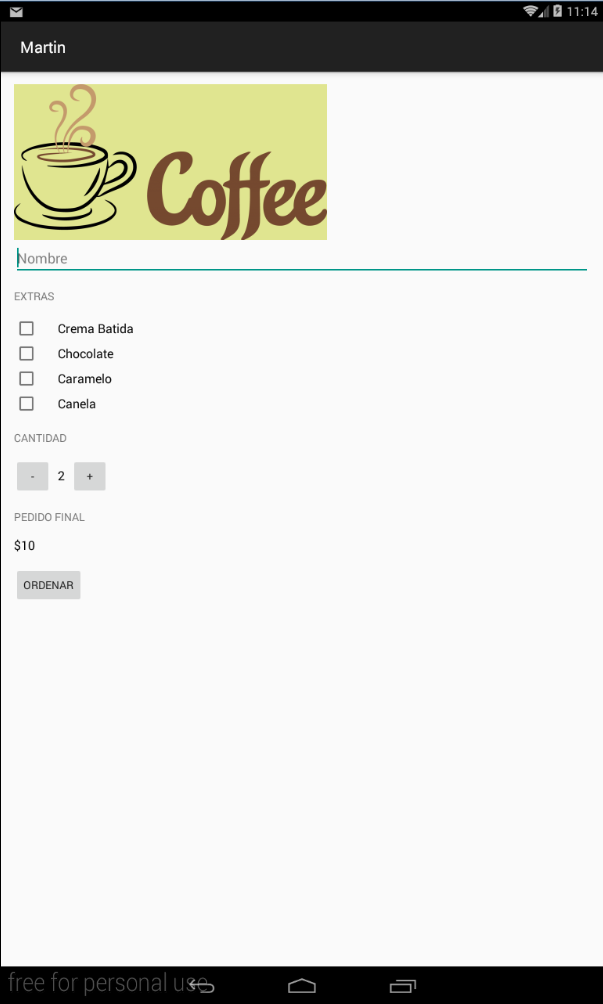 11:14
Martin
Coffee
Nombre
EXTRAS
Crema Batida
Chocolate
Caramelo
Canela
CANTIDAD
- 2 +
PEDIDO FINAL
$10
ORDENAR
free for personal use